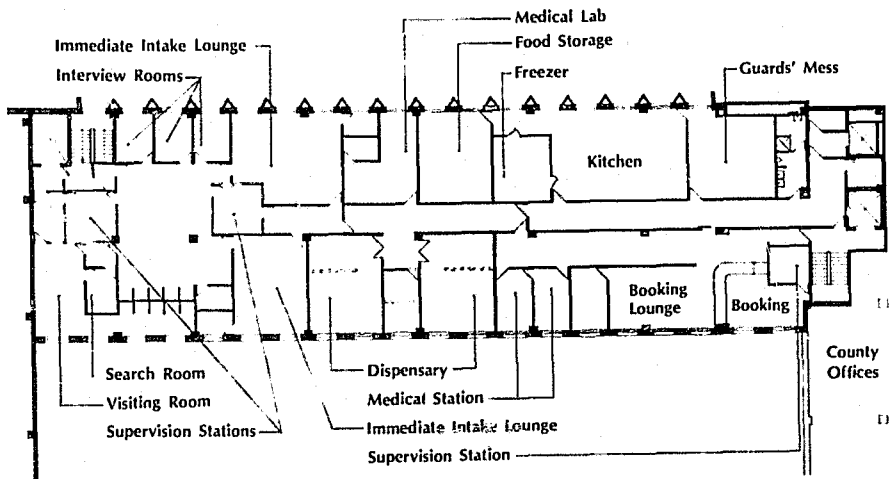 Medical Lab
Immediate Intake Lounge
Food Storage
Interview Rooms
Freezer
Guards' Mess
Kitchen
Booking
Lounge
Booking
County
Offices
Search Room
Dispensary
Visiting Room
Medical Station
Supervision Stations
Immediate Intake Lounge
Supervision Station